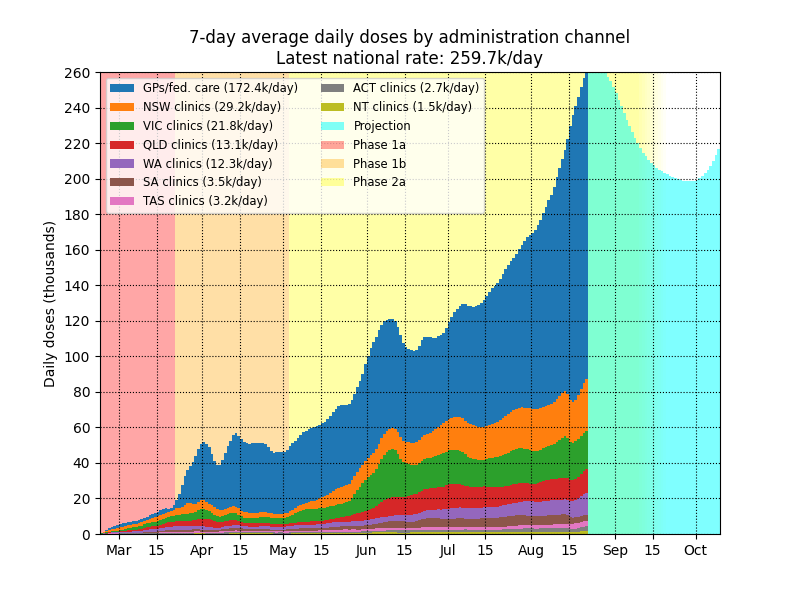 7-day average daily doses by administration channel
Latest national rate: 259.7k/day
Daily doses (thousands)
260
240
220
200
180
160
140
120
100
80
60
40
20
0
GPs/fed. care (172.4k/day)
NSW clinics (29.2k/day)
VIC clinics (21.8k/day)
QLD clinics (13.1k/day)
WA clinics (12.3k/day)
SA clinics (3.5k/day)
TAS clinics (3.2k/day)
ACT clinics (2.7k/day)
NT clinics (1.5k/day)
Projection
Phase 1a
Phase 1b
Phase 2a
Mar 15 Apr 15 May 15 Jun 15 Jul 15 Aug 15 Sep 15 Oct